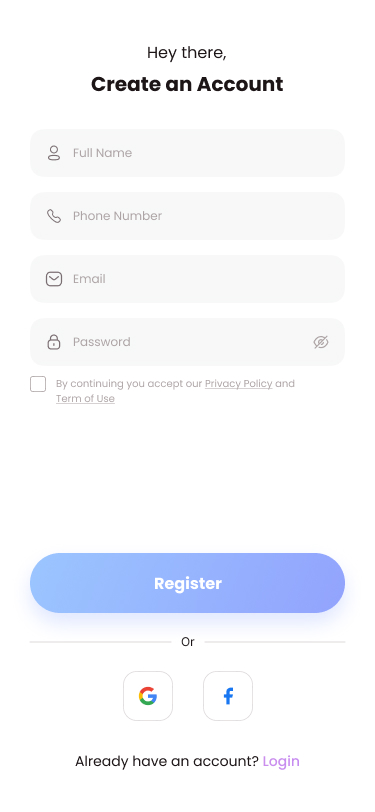 Hey there,
Create an Account
Full Name
Phone Number
Email
Password
By continuing you accept our Privacy Policy and
Term of Use
Register
Or
Already have an account? Login